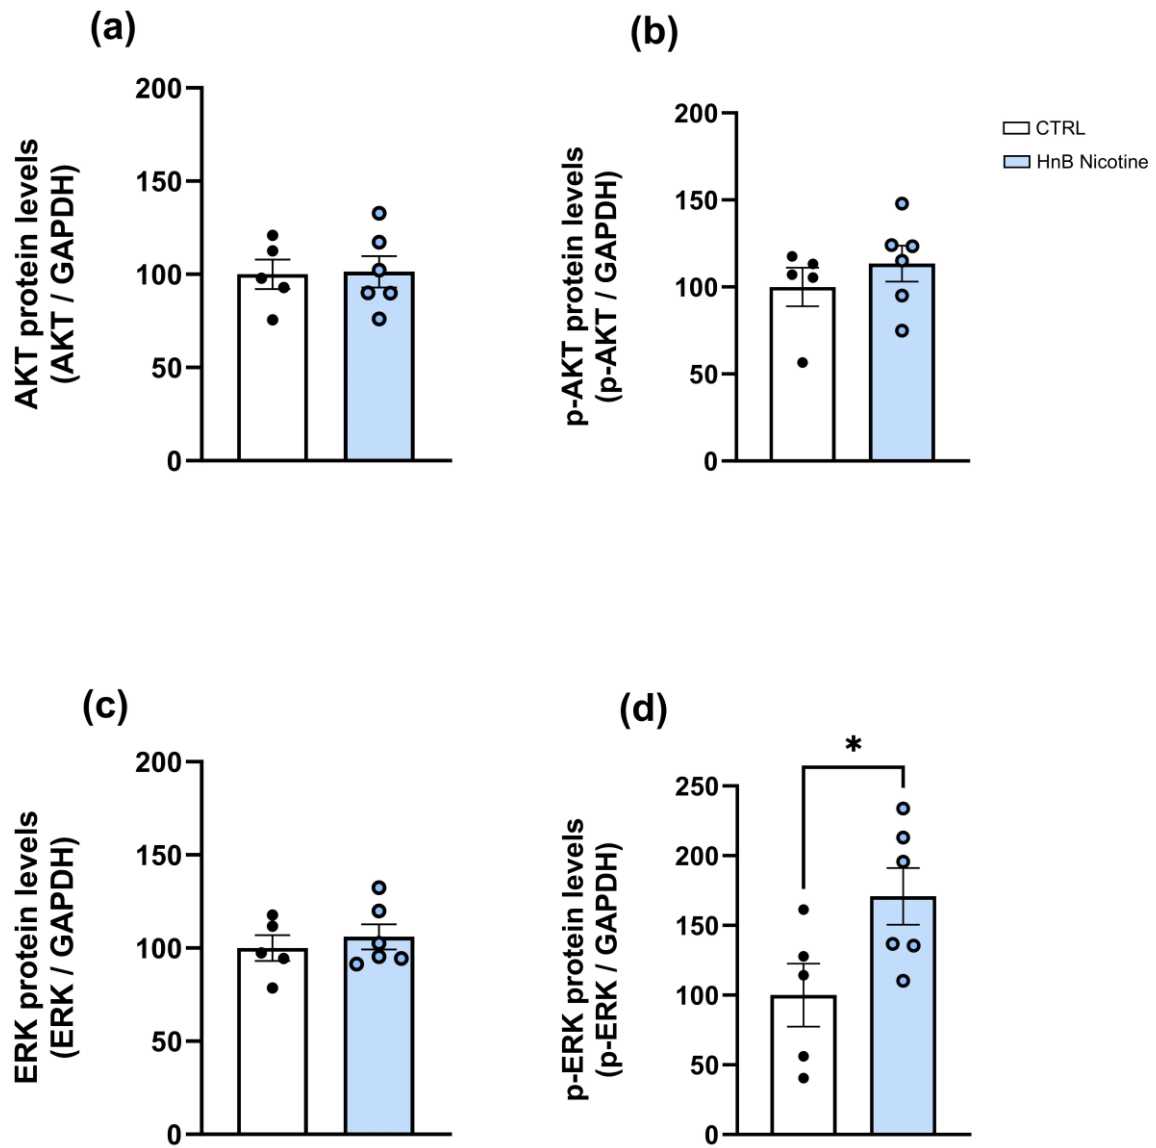 (a)
AKT protein levels
(AKT / GAPDH)
200
150
100
50
0
(b)
p-AKT protein levels
(p-AKT / GAPDH)
200
150
100
50
0
CTRL
HnB Nicotine
(c)
ERK protein levels
(ERK / GAPDH)
200
150
100
50
0
(d)
p-ERK protein levels
(p-ERK / GAPDH)
*
250
200
150
100
50
0